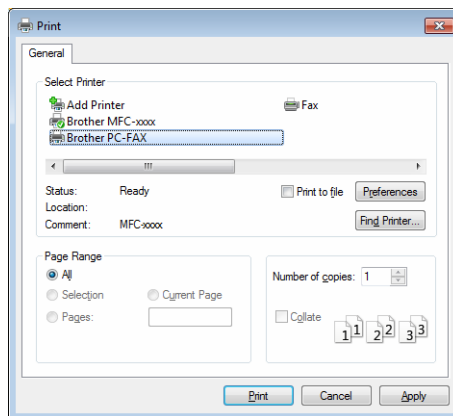 Print
General
Select Printer
Add Printer
Fax
Brother MFC-xxxx
Brother PC-FAX
Status: Ready
Print to file
Preferences
Location:
Comment: MFC-xxxx
Find Printer...
Page Range
All
Selection
Current Page
Pages:
Number of copies: 1
Collate
1 1 2 2 3 3
Print
Cancel
Apply